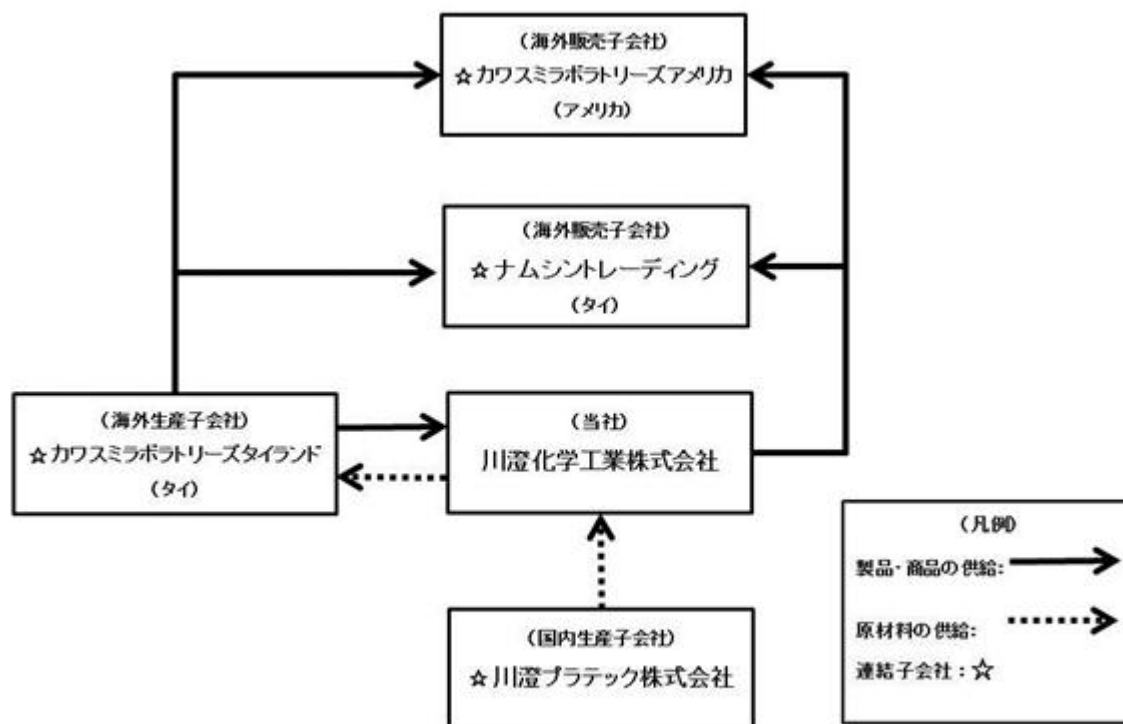 （海外販売子会社）
☆カワスミラボラトリーズアメリカ
（アメリカ）
（海外販売子会社）
☆ナムシントレーディング
（タイ）
（海外生産子会社）
☆カワスミラボラトリーズタイランド
（タイ）
（当社）
川澄化学工業株式会社
（国内生産子会社）
☆川澄プラテック株式会社
（凡例）
製品・商品の供給:
原材料の供給:
連結子会社：☆